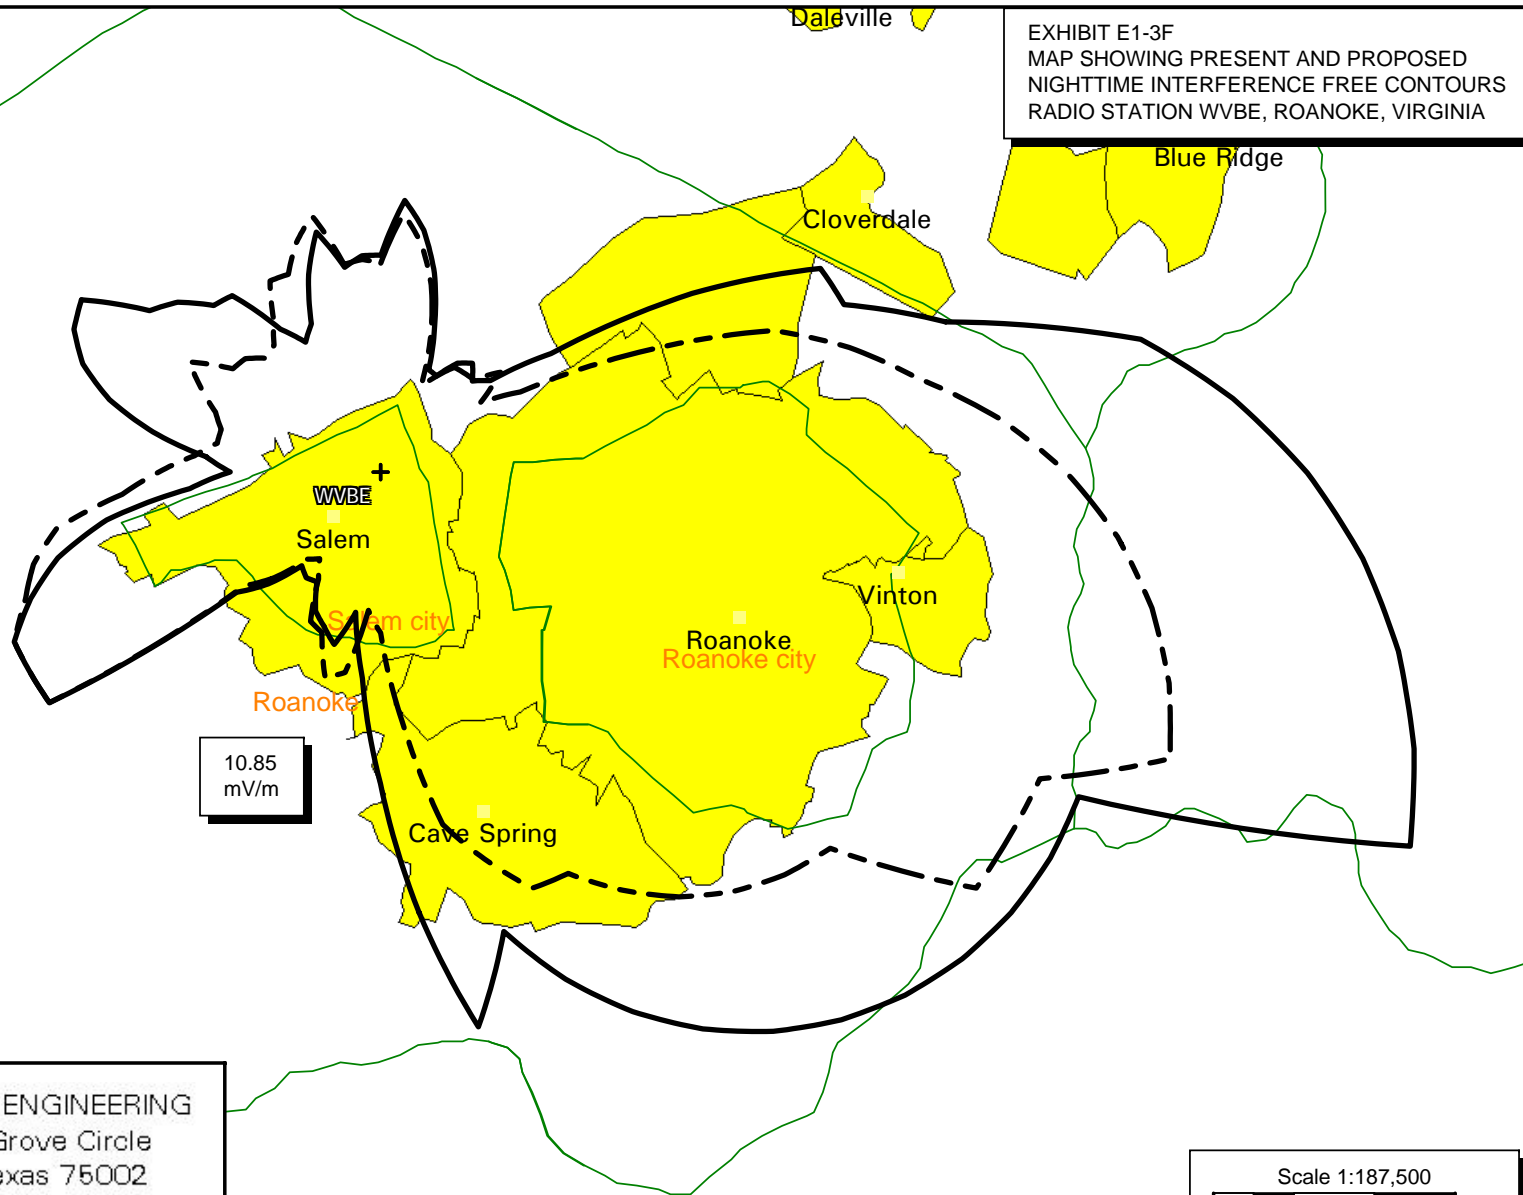 Daleville
EXHIBIT E1-3F
MAP SHOWING PRESENT AND PROPOSED
NIGHTTIME INTERFERENCE FREE CONTOURS
RADIO STATION WVBE, ROANOKE, VIRGINIA
Blue Ridge
Cloverdale
WVBE
Salem
Vinton
Salem city
Roanoke
Roanoke city
Roanoke
10.85
mV/m
Cave Spring
ENGINEERING
Grove Circle
exas 75002
Scale 1:187,500